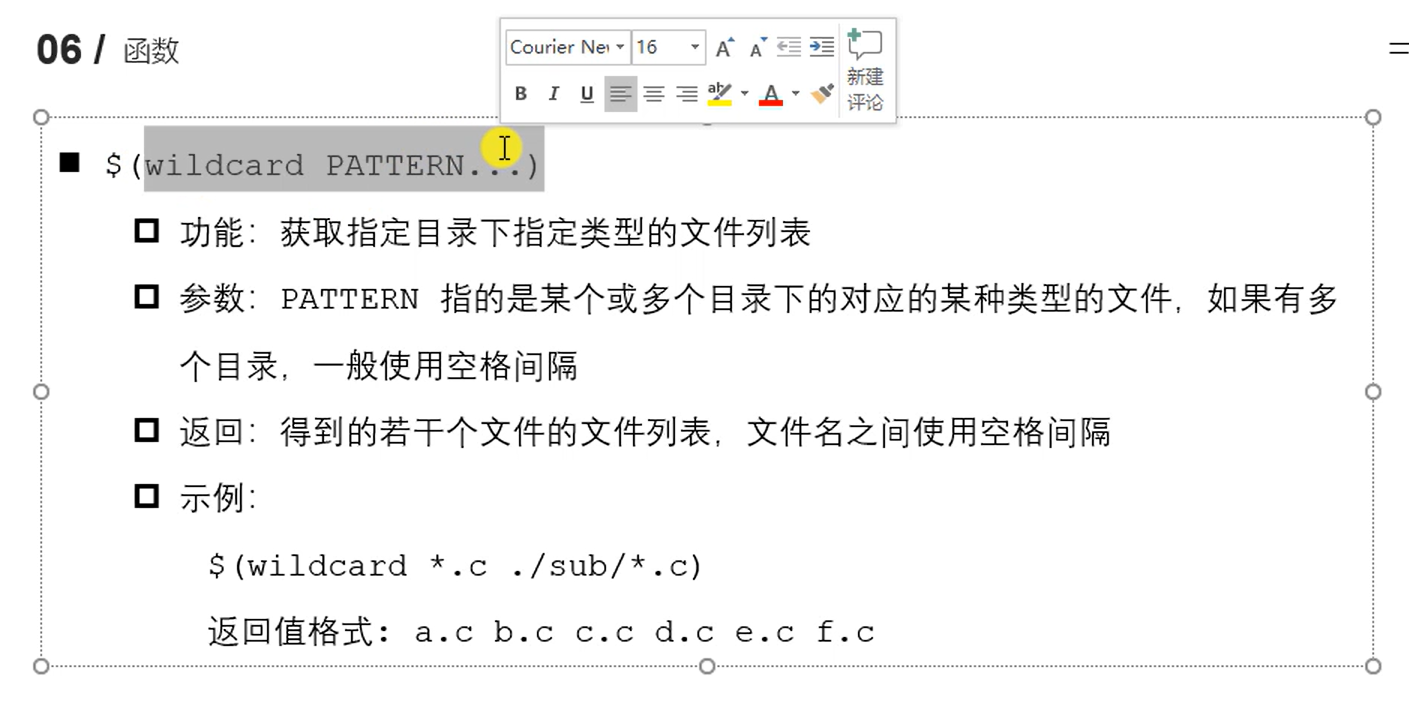 06 / 函数
Courier Nev 16
新建
评论
$(wildcard PATTERN...)
功能：获取指定目录下指定类型的文件列表
参数：PATTERN 指的是某个或多个目录下的对应的某种类型的文件，如果有多
个目录，一般使用空格间隔
返回：得到的若干个文件的文件列表，文件名之间使用空格间隔
示例：
$(wildcard *.c ./sub/*.c)
返回值格式: a.c b.c c.c d.c e.c f.c